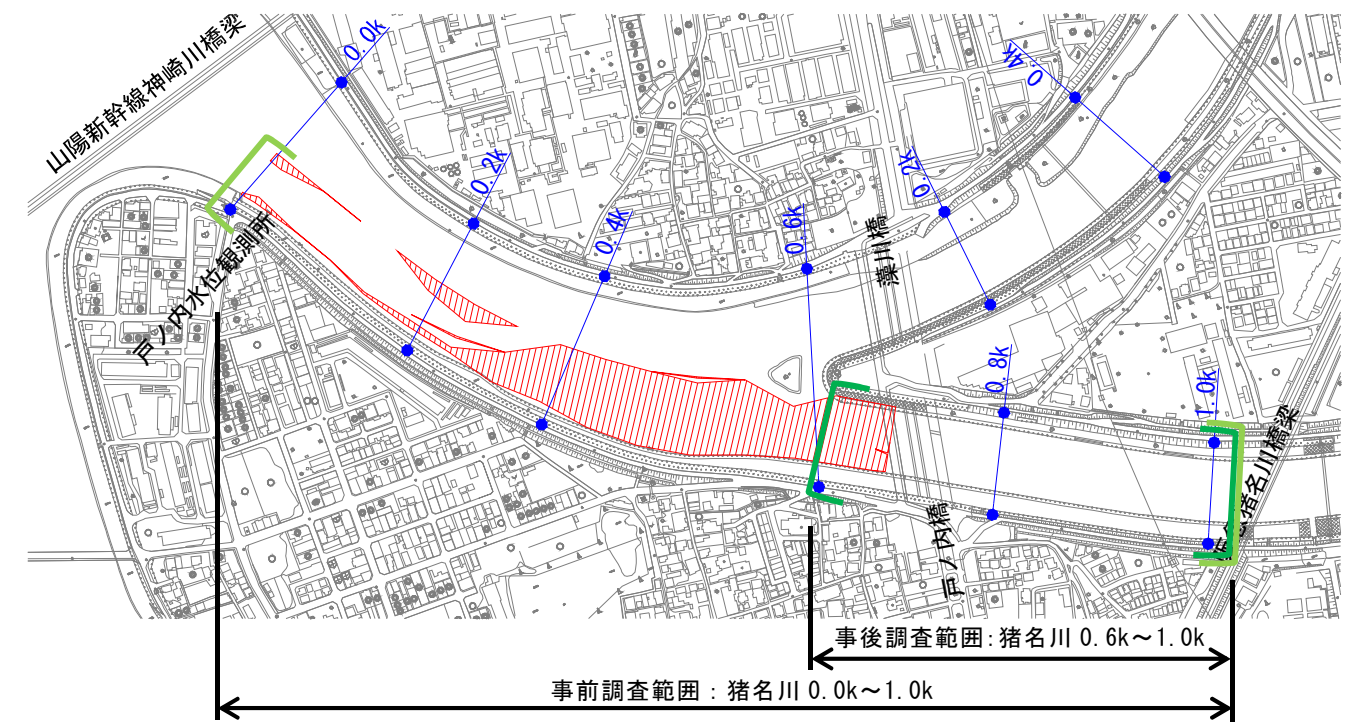 山陽新幹線神崎川橋梁
0.0k
0.2k
0.4k
0.6k
藻川橋
0.2k
0.4k
戸ノ内水位観測所
0.8k
1.0k
戸ノ内橋
阪急猪名川橋梁
事後調査範囲:猪名川 0.6k~1.0k
事前調査範囲:猪名川 0.0k~1.0k